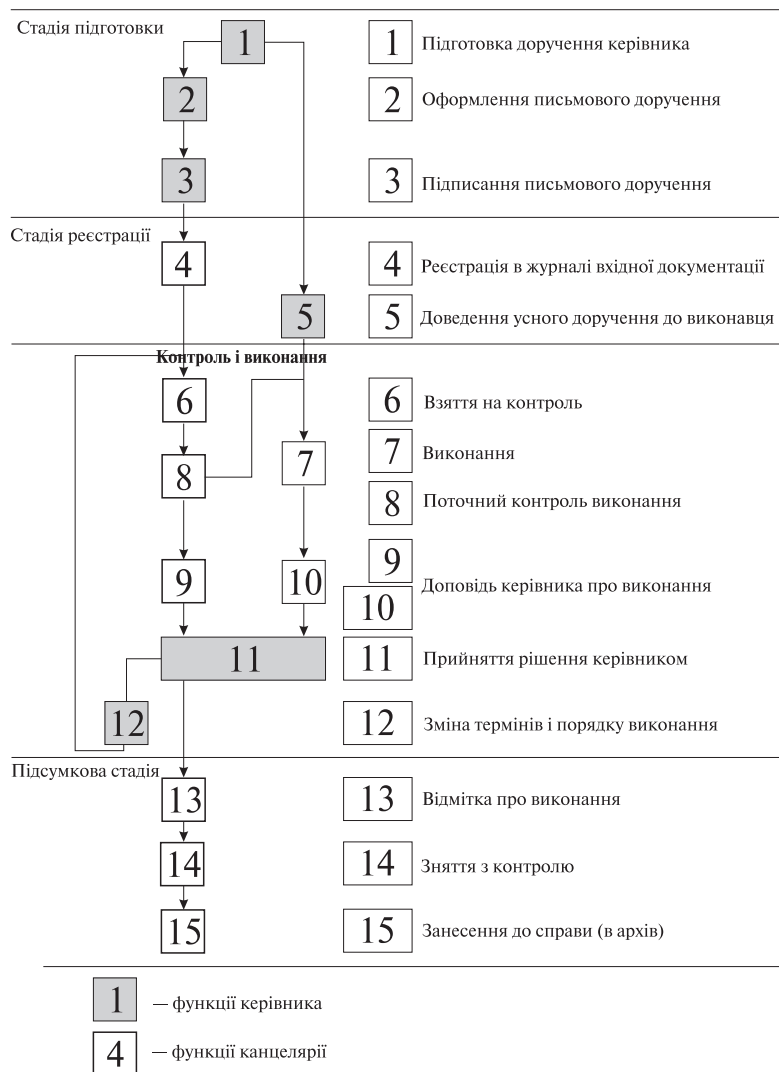 Стадія підготовки
1
1 Підготовка доручення керівника
2
2 Оформлення письмового доручення
3
3 Підписання письмового доручення
Стадія реєстрації
4
4 Реєстрація в журналі вхідної документації
5
5 Доведення усного доручення до виконавця
Контроль і виконання
6
6 Взяття на контроль
7
7 Виконання
8
8 Поточний контроль виконання
9
10
9
10
Доповідь керівника про виконання
11
11 Прийняття рішення керівником
12
12 Зміна термінів і порядку виконання
Підсумкова стадія
13
13 Відмітка про виконання
14
14 Зняття з контролю
15
15 Занесення до справи (в архів)
1 — функції керівника
4 — функції канцелярії